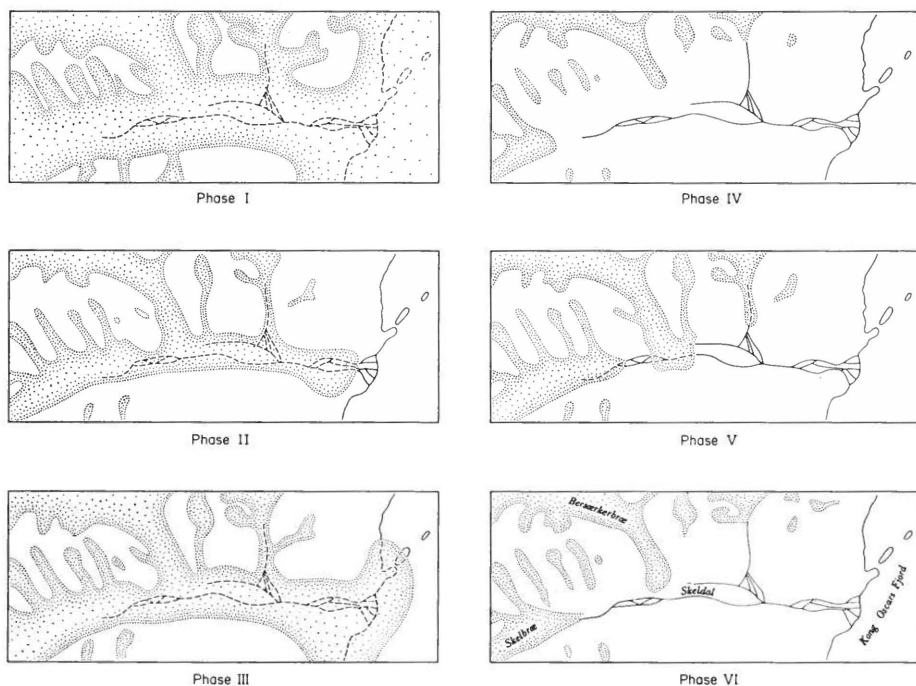 Phase I
Phase IV
Phase II
Phase V
Bersærkerbræ
Skeldal
Skelbræ
Kong Oscars Fjord
Phase III
Phase VI